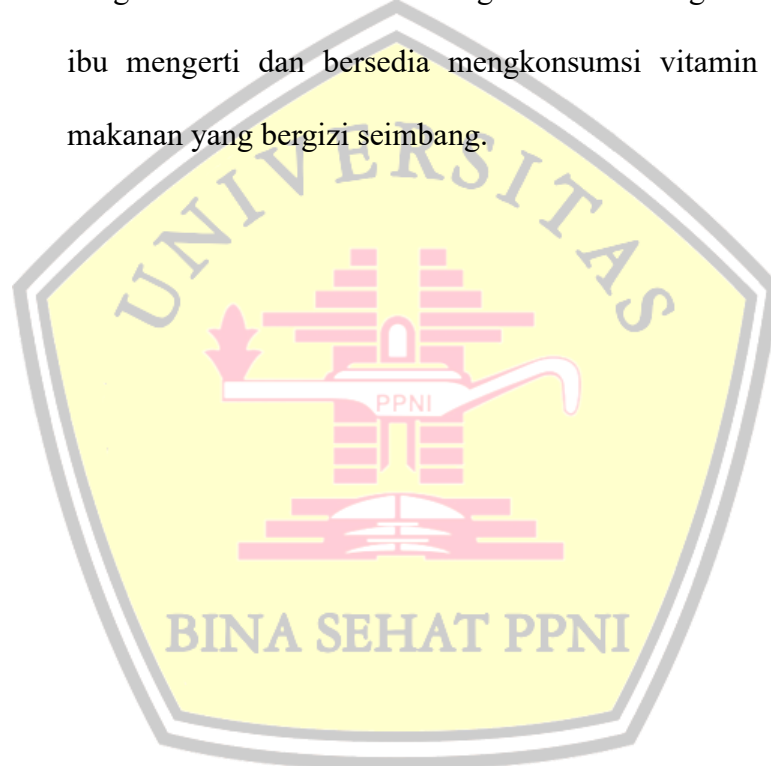 ibu mengerti dan bersedia mengkonsumsi vitamin
makanan yang bergizi seimbang.
UNIVERSITAS
PPNI
BINA SEHAT PPNI